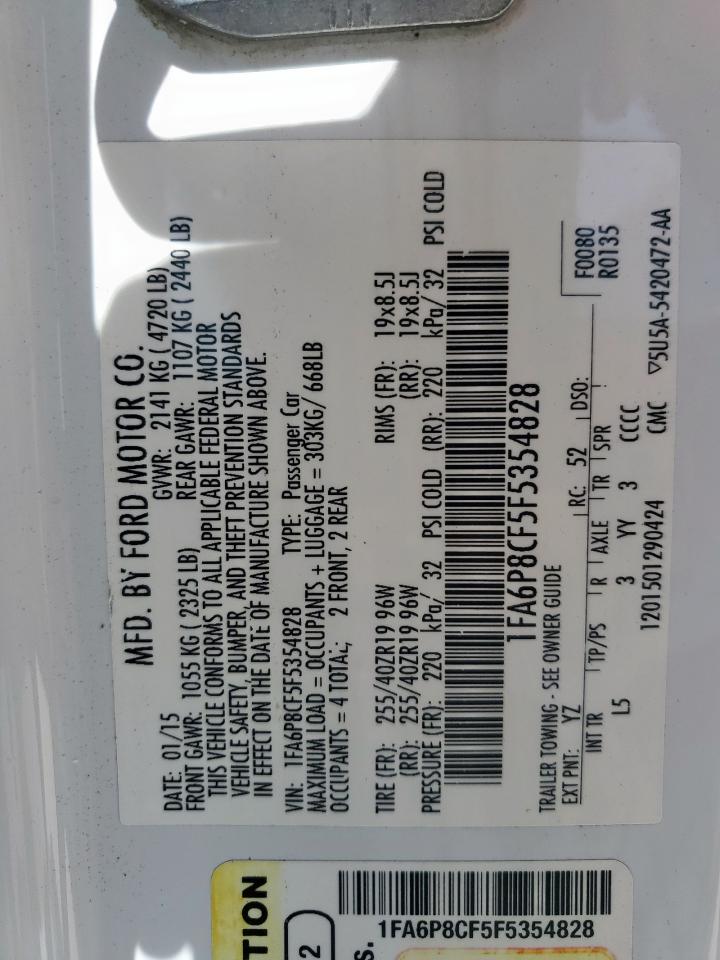 MFD. BY FORD MOTOR CO.
DATE: 01/15 GVWR: 2141 KG ( 4720 LB)
FRONT GAWR: 1055 KG ( 2325 LB) REAR GAWR: 1107 KG ( 2440 LB)
THIS VEHICLE CONFORMS TO ALL APPLICABLE FEDERAL MOTOR
VEHICLE SAFETY, BUMPER, AND THEFT PREVENTION STANDARDS
IN EFFECT ON THE DATE OF MANUFACTURE SHOWN ABOVE.
VIN: 1FA6P8CF5F5354828 TYPE: Passenger Car
MAXIMUM LOAD = OCCUPANTS + LUGGAGE = 303KG/ 668LB
OCCUPANTS = 4 TOTAL; 2 FRONT, 2 REAR
TIRE (FR): 255/40ZR19 96W RIMS (FR): 19x8.5J
(RR): 255/40ZR19 96W (RR): 19x8.5J
PRESSURE (FR): 220 kPa/ 32 PSI COLD (RR): 220 kPa/ 32 PSI COLD
1FA6P8CF5F5354828
TRAILER TOWING - SEE OWNER GUIDE
F0080
EXT PNT: YZ RC: 52 DSO: R0135
INT TR TP/PS R AXLE TR SPR
L5 3 YY 3 CCCC
1201501290424 CMC ▽5U5A-5420472-AA
TION
2
S.
1FA6P8CF5F5354828